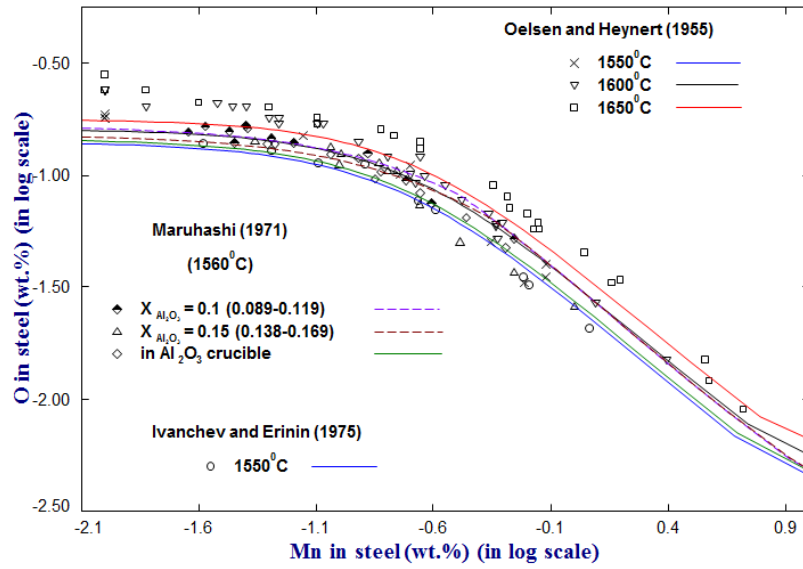 Oelsen and Heynert (1955)
1550⁰C
1600⁰C
1650⁰C
-0.50
-1.00
-1.50
-2.00
-2.50
O in steel (wt.%) (in log scale)
Maruhashi (1971)
(1560⁰C)
X Al₂O₃ = 0.1 (0.089-0.119)
X Al₂O₃ = 0.15 (0.138-0.169)
in Al₂O₃ crucible
Ivanchev and Erinin (1975)
1550⁰C
-2.1 -1.6 -1.1 -0.6 -0.1 0.4 0.9
Mn in steel (wt.%) (in log scale)